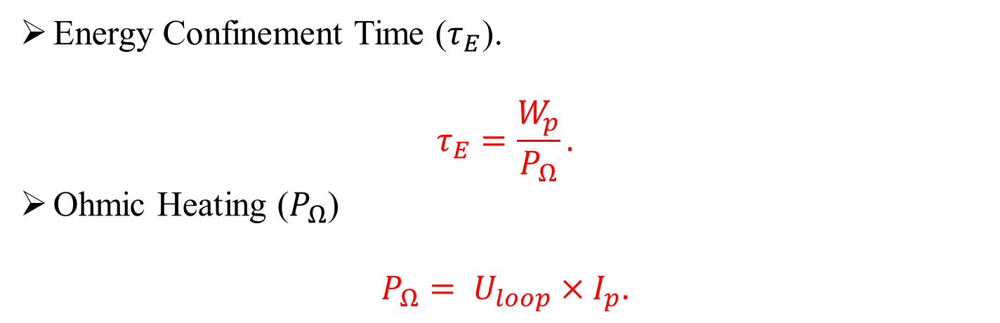 ➢ Energy Confinement Time (τ_E).
τ_E = W_p / P_Ω .
➢ Ohmic Heating (P_Ω)
P_Ω = U_loop × I_p.